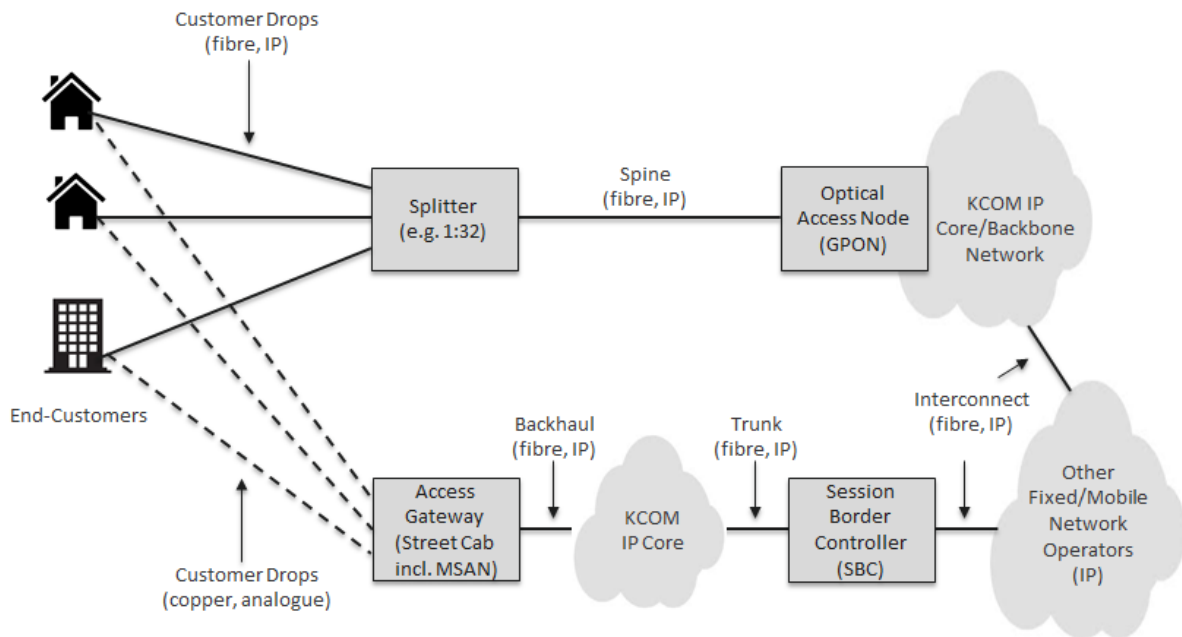 Customer Drops
(fibre, IP)
Splitter
(e.g. 1:32)
Spine
(fibre, IP)
Optical
Access Node
(GPON)
KCOM IP
Core/Backbone
Network
End-Customers
Customer Drops
(copper, analogue)
Access
Gateway
(Street Cab
incl. MSAN)
Backhaul
(fibre, IP)
KCOM
IP Core
Trunk
(fibre, IP)
Session
Border
Controller
(SBC)
Interconnect
(fibre, IP)
Other
Fixed/Mobile
Network
Operators
(IP)